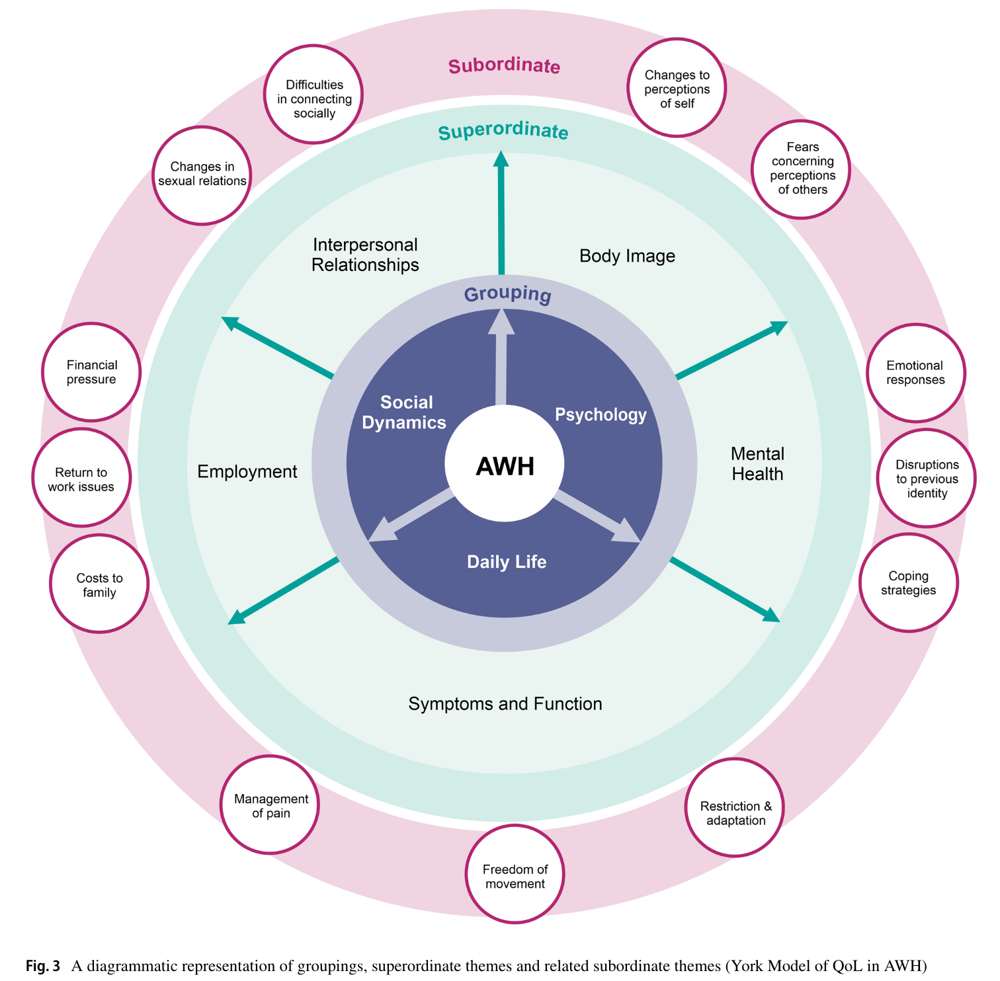 Subordinate
Difficulties
in connecting
socially
Changes to
perceptions
of self
Changes in
sexual relations
Fears
concerning
perceptions
of others
Superordinate
Interpersonal
Relationships
Body Image
Grouping
Financial
pressure
Emotional
responses
Social
Dynamics
Psychology
AWH
Employment
Mental
Health
Return to
work issues
Disruptions
to previous
identity
Daily Life
Costs to
family
Coping
strategies
Symptoms and Function
Management
of pain
Restriction &
adaptation
Freedom of
movement
Fig. 3 A diagrammatic representation of groupings, superordinate themes and related subordinate themes (York Model of QoL in AWH)